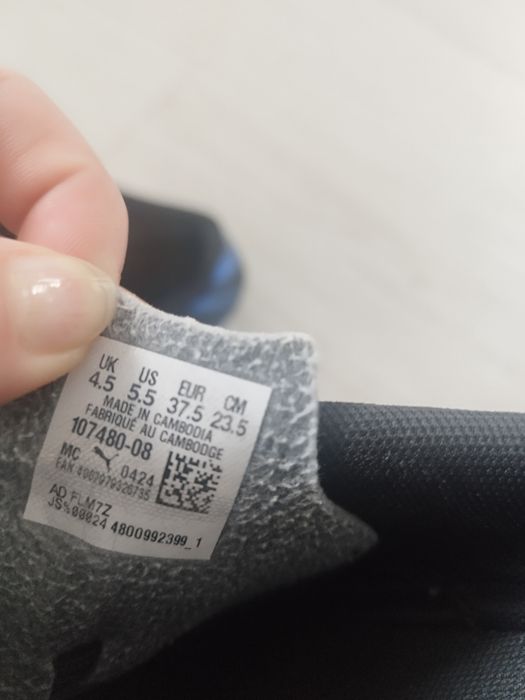 UK US EUR CM
4.5 5.5 37.5 23.5
MADE IN CAMBODIA
FABRIQUÉ AU CAMBODGE
107480-08
MC 0424
AD FLM7Z
4800992399_1